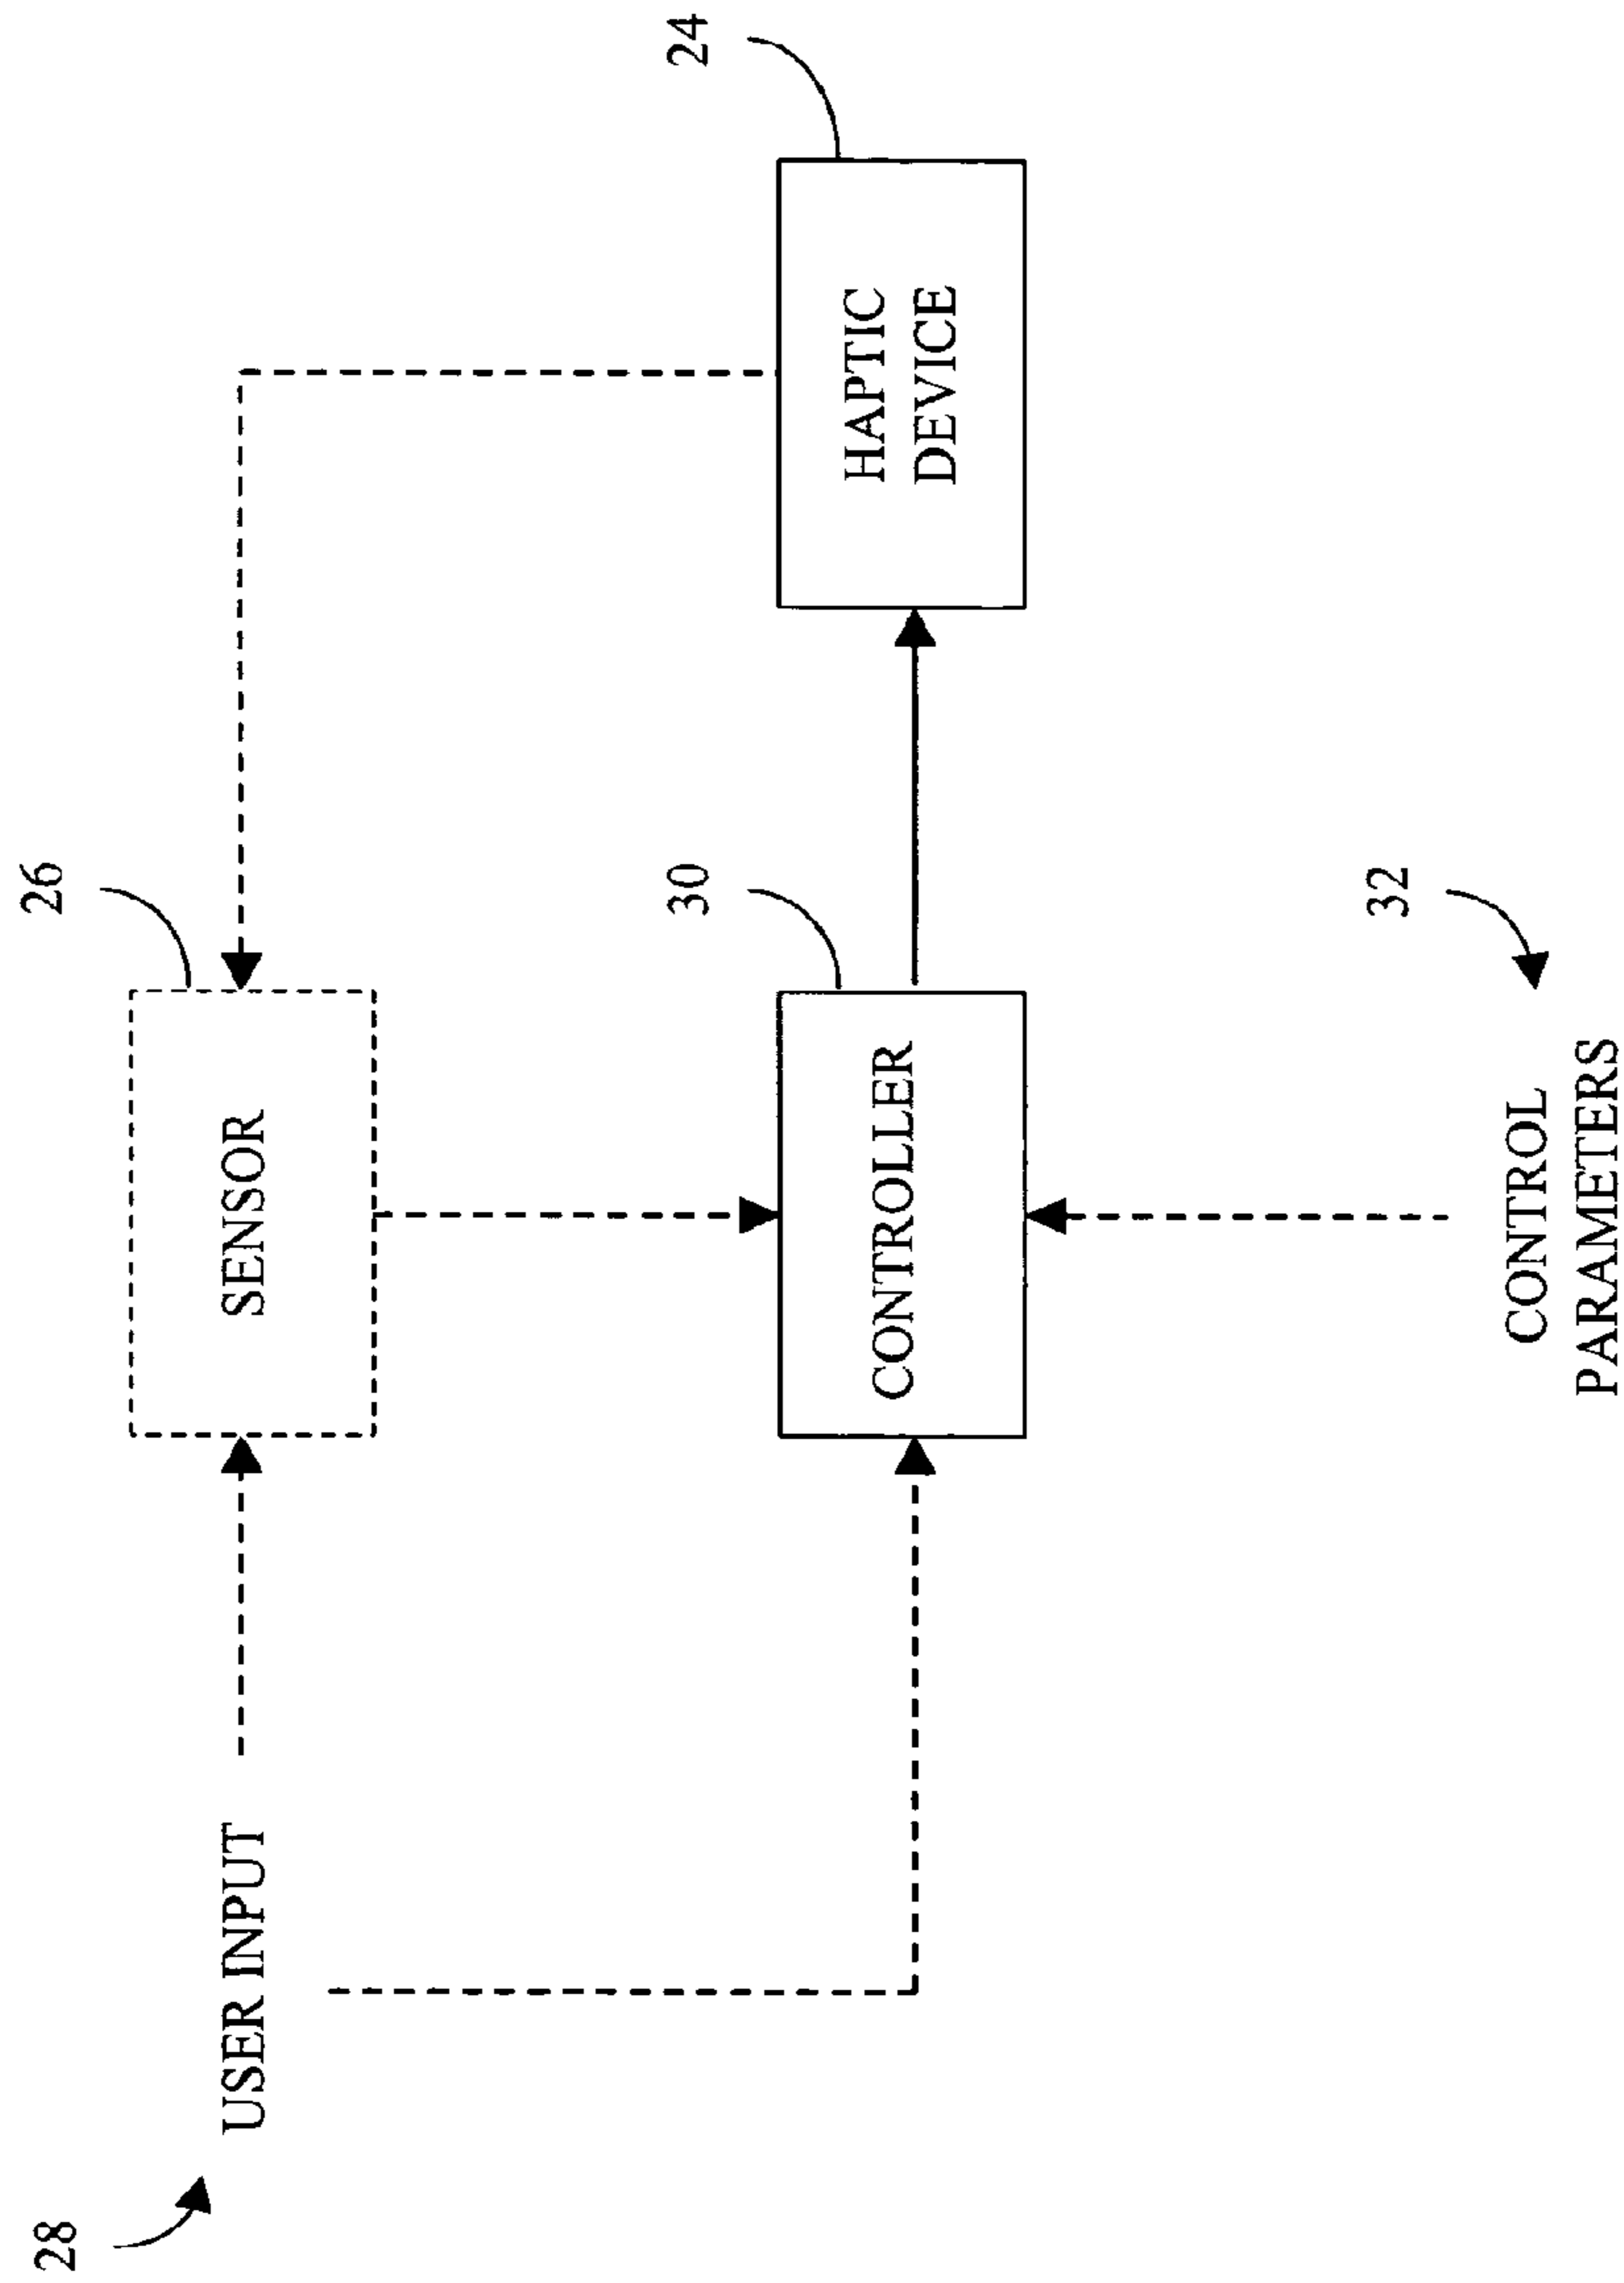 26
SENSOR
28
USER INPUT
30
CONTROLLER
24
HAPTIC
DEVICE
32
CONTROL
PARAMETERS